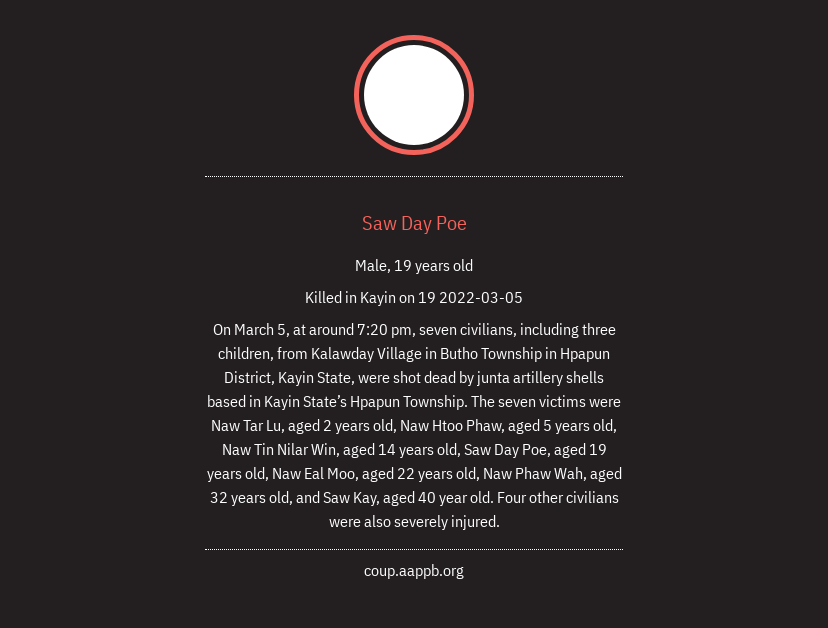 Saw Day Poe
Male, 19 years old
Killed in Kayin on 19 2022-03-05
On March 5, at around 7:20 pm, seven civilians, including three
children, from Kalawday Village in Butho Township in Hpapun
District, Kayin State, were shot dead by junta artillery shells
based in Kayin State’s Hpapun Township. The seven victims were
Naw Tar Lu, aged 2 years old, Naw Htoo Phaw, aged 5 years old,
Naw Tin Nilar Win, aged 14 years old, Saw Day Poe, aged 19
years old, Naw Eal Moo, aged 22 years old, Naw Phaw Wah, aged
32 years old, and Saw Kay, aged 40 year old. Four other civilians
were also severely injured.
coup.aappb.org